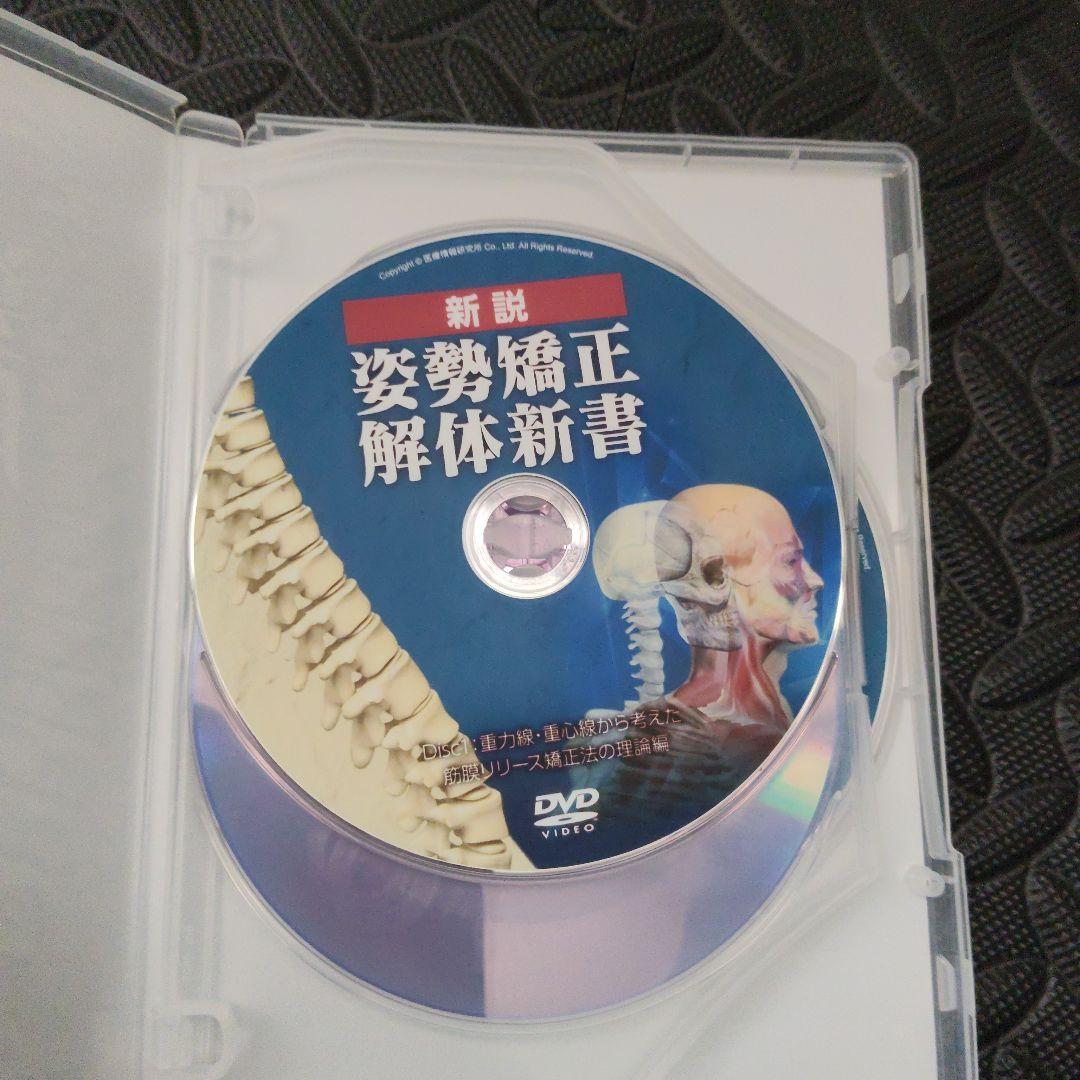 Copyright © 医療情報研究所 Co., Ltd. All Rights Reserved.
新説
姿勢矯正
解体新書
Disc1:重力線・重心線から考えた
筋膜リリース矯正法の理論編
DVD
VIDEO
Reserved.